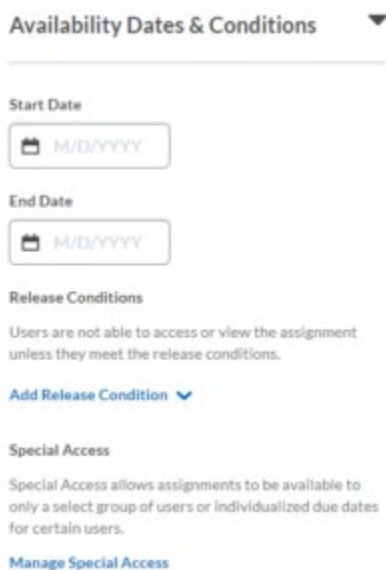 Availability Dates & Conditions
Start Date
M/D/YYYY
End Date
M/D/YYYY
Release Conditions
Users are not able to access or view the assignment
unless they meet the release conditions.
Add Release Condition
Special Access
Special Access allows assignments to be available to
only a select group of users or individualized due dates
for certain users.
Manage Special Access